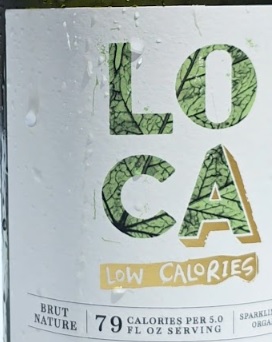 LO
CA
LOW CALORIES
BRUT
NATURE
79 CALORIES PER 5.0
FL OZ SERVING